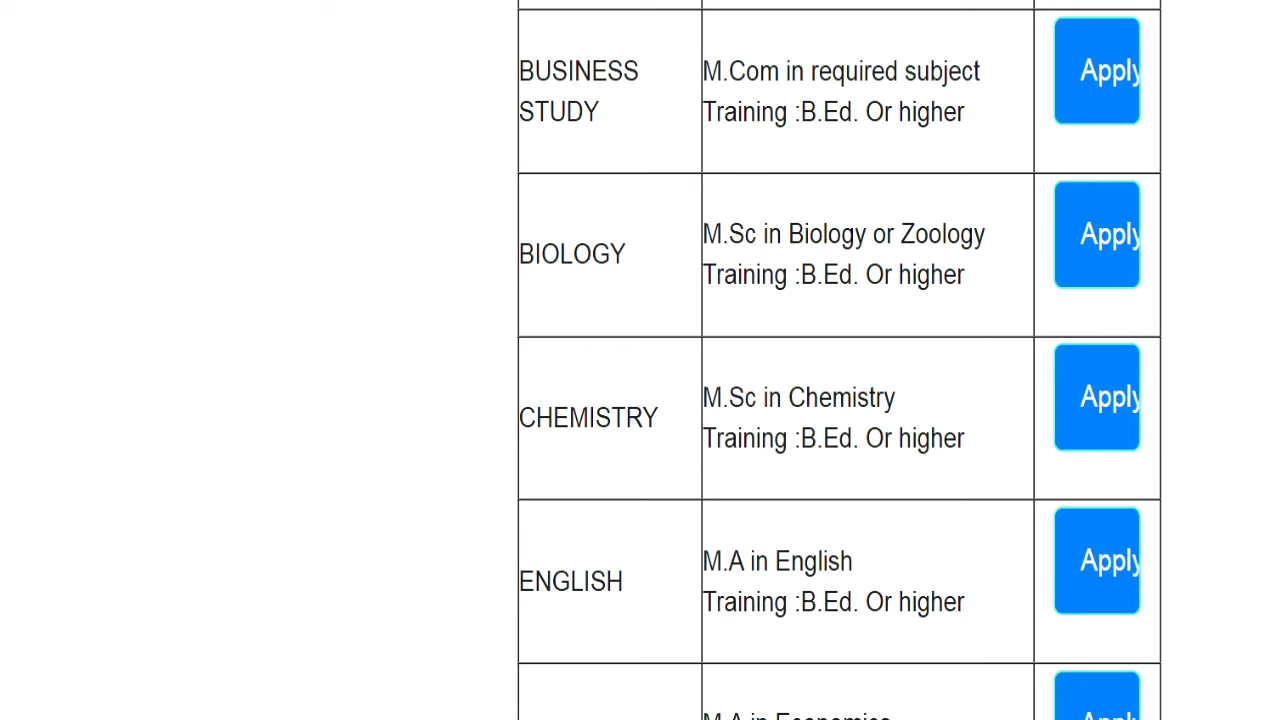 BUSINESS
STUDY
M.Com in required subject
Training :B.Ed. Or higher
Apply
BIOLOGY
M.Sc in Biology or Zoology
Training :B.Ed. Or higher
Apply
CHEMISTRY
M.Sc in Chemistry
Training :B.Ed. Or higher
Apply
ENGLISH
M.A in English
Training :B.Ed. Or higher
Apply
M.A in Economics
Apply